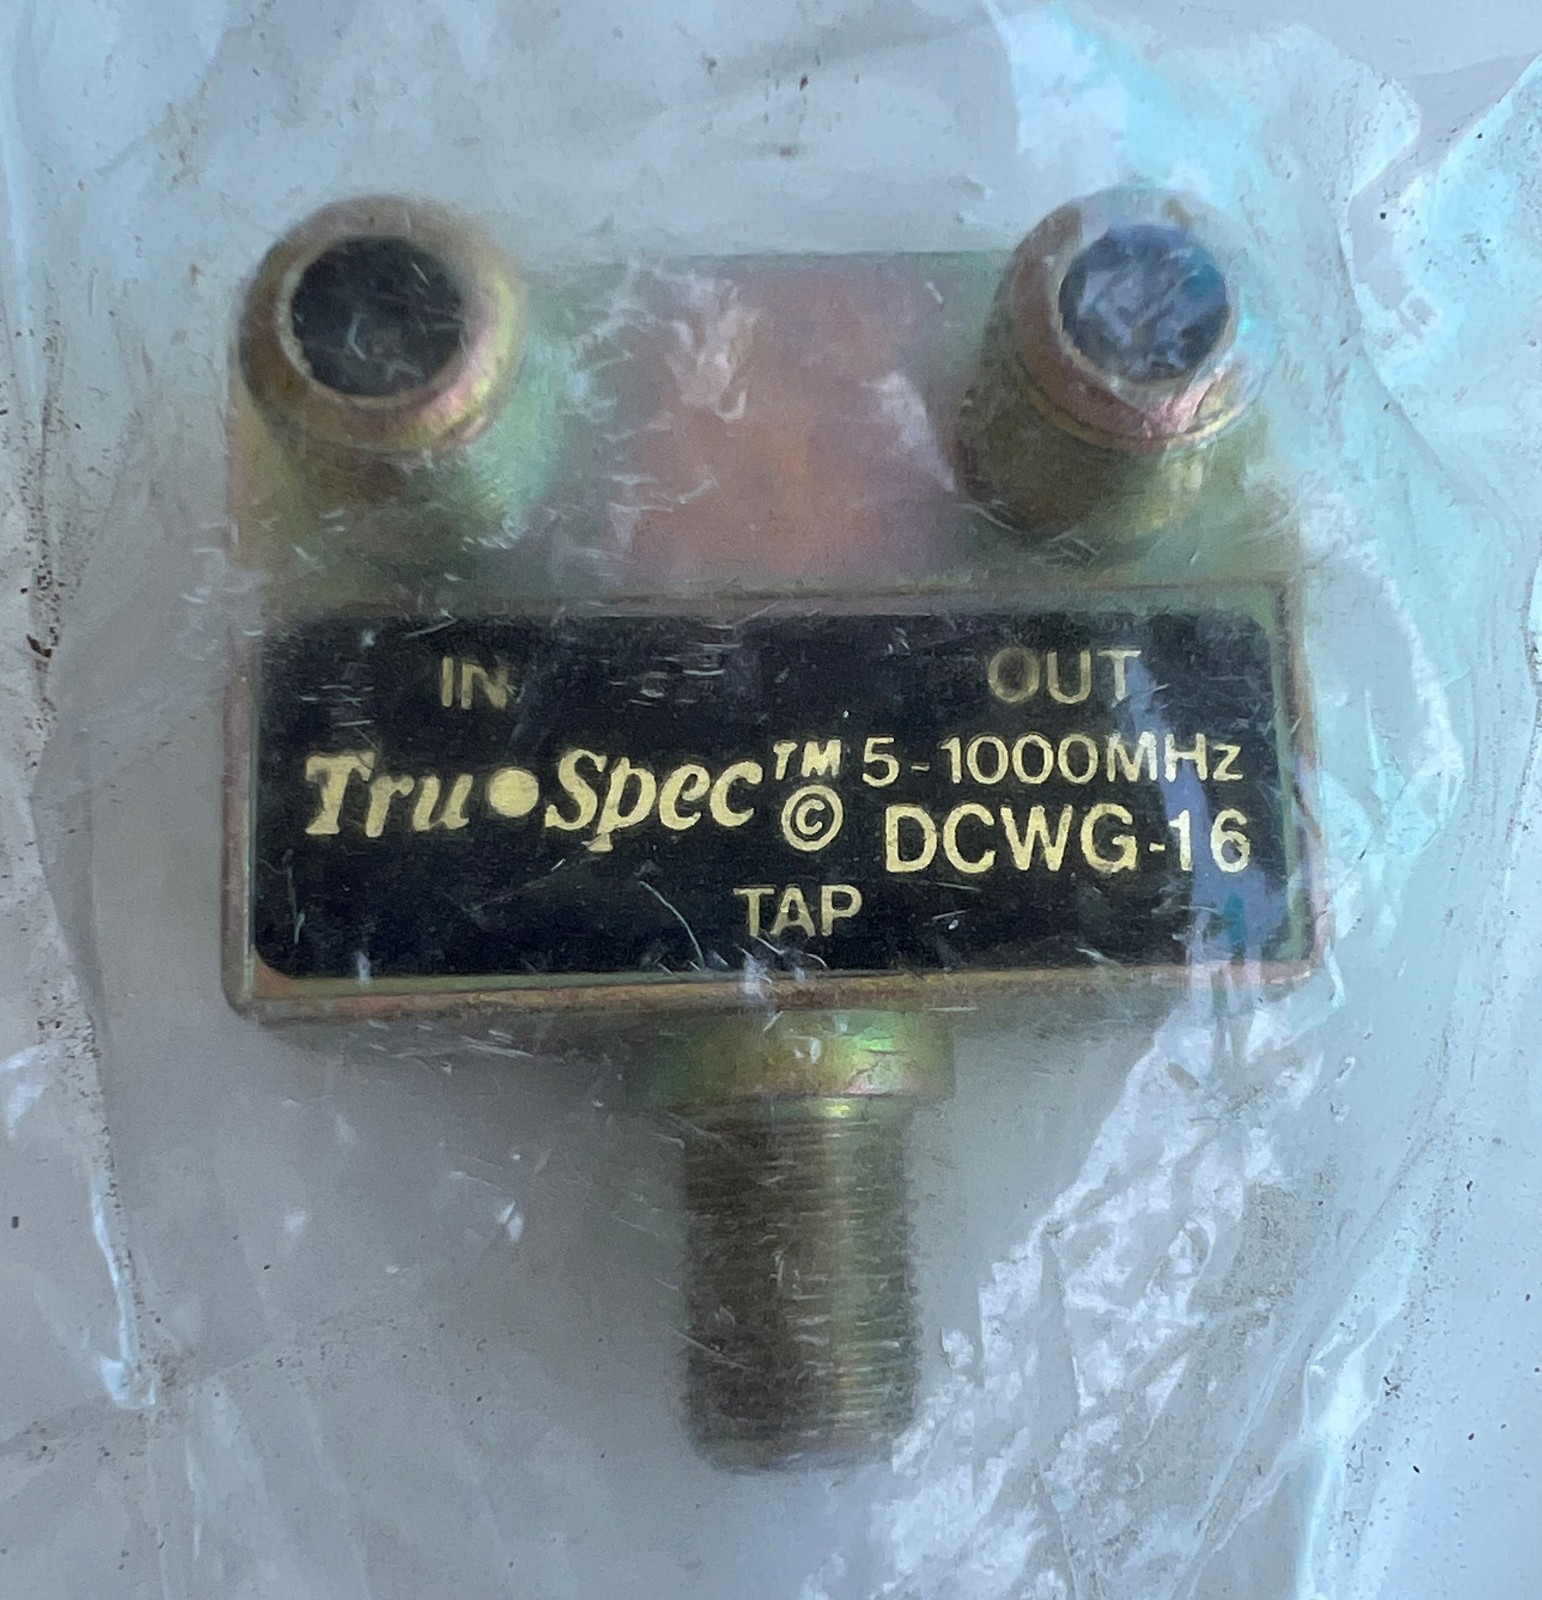 IN OUT
Tru•Spec™ © 5-1000MHz
DCWG-16
TAP